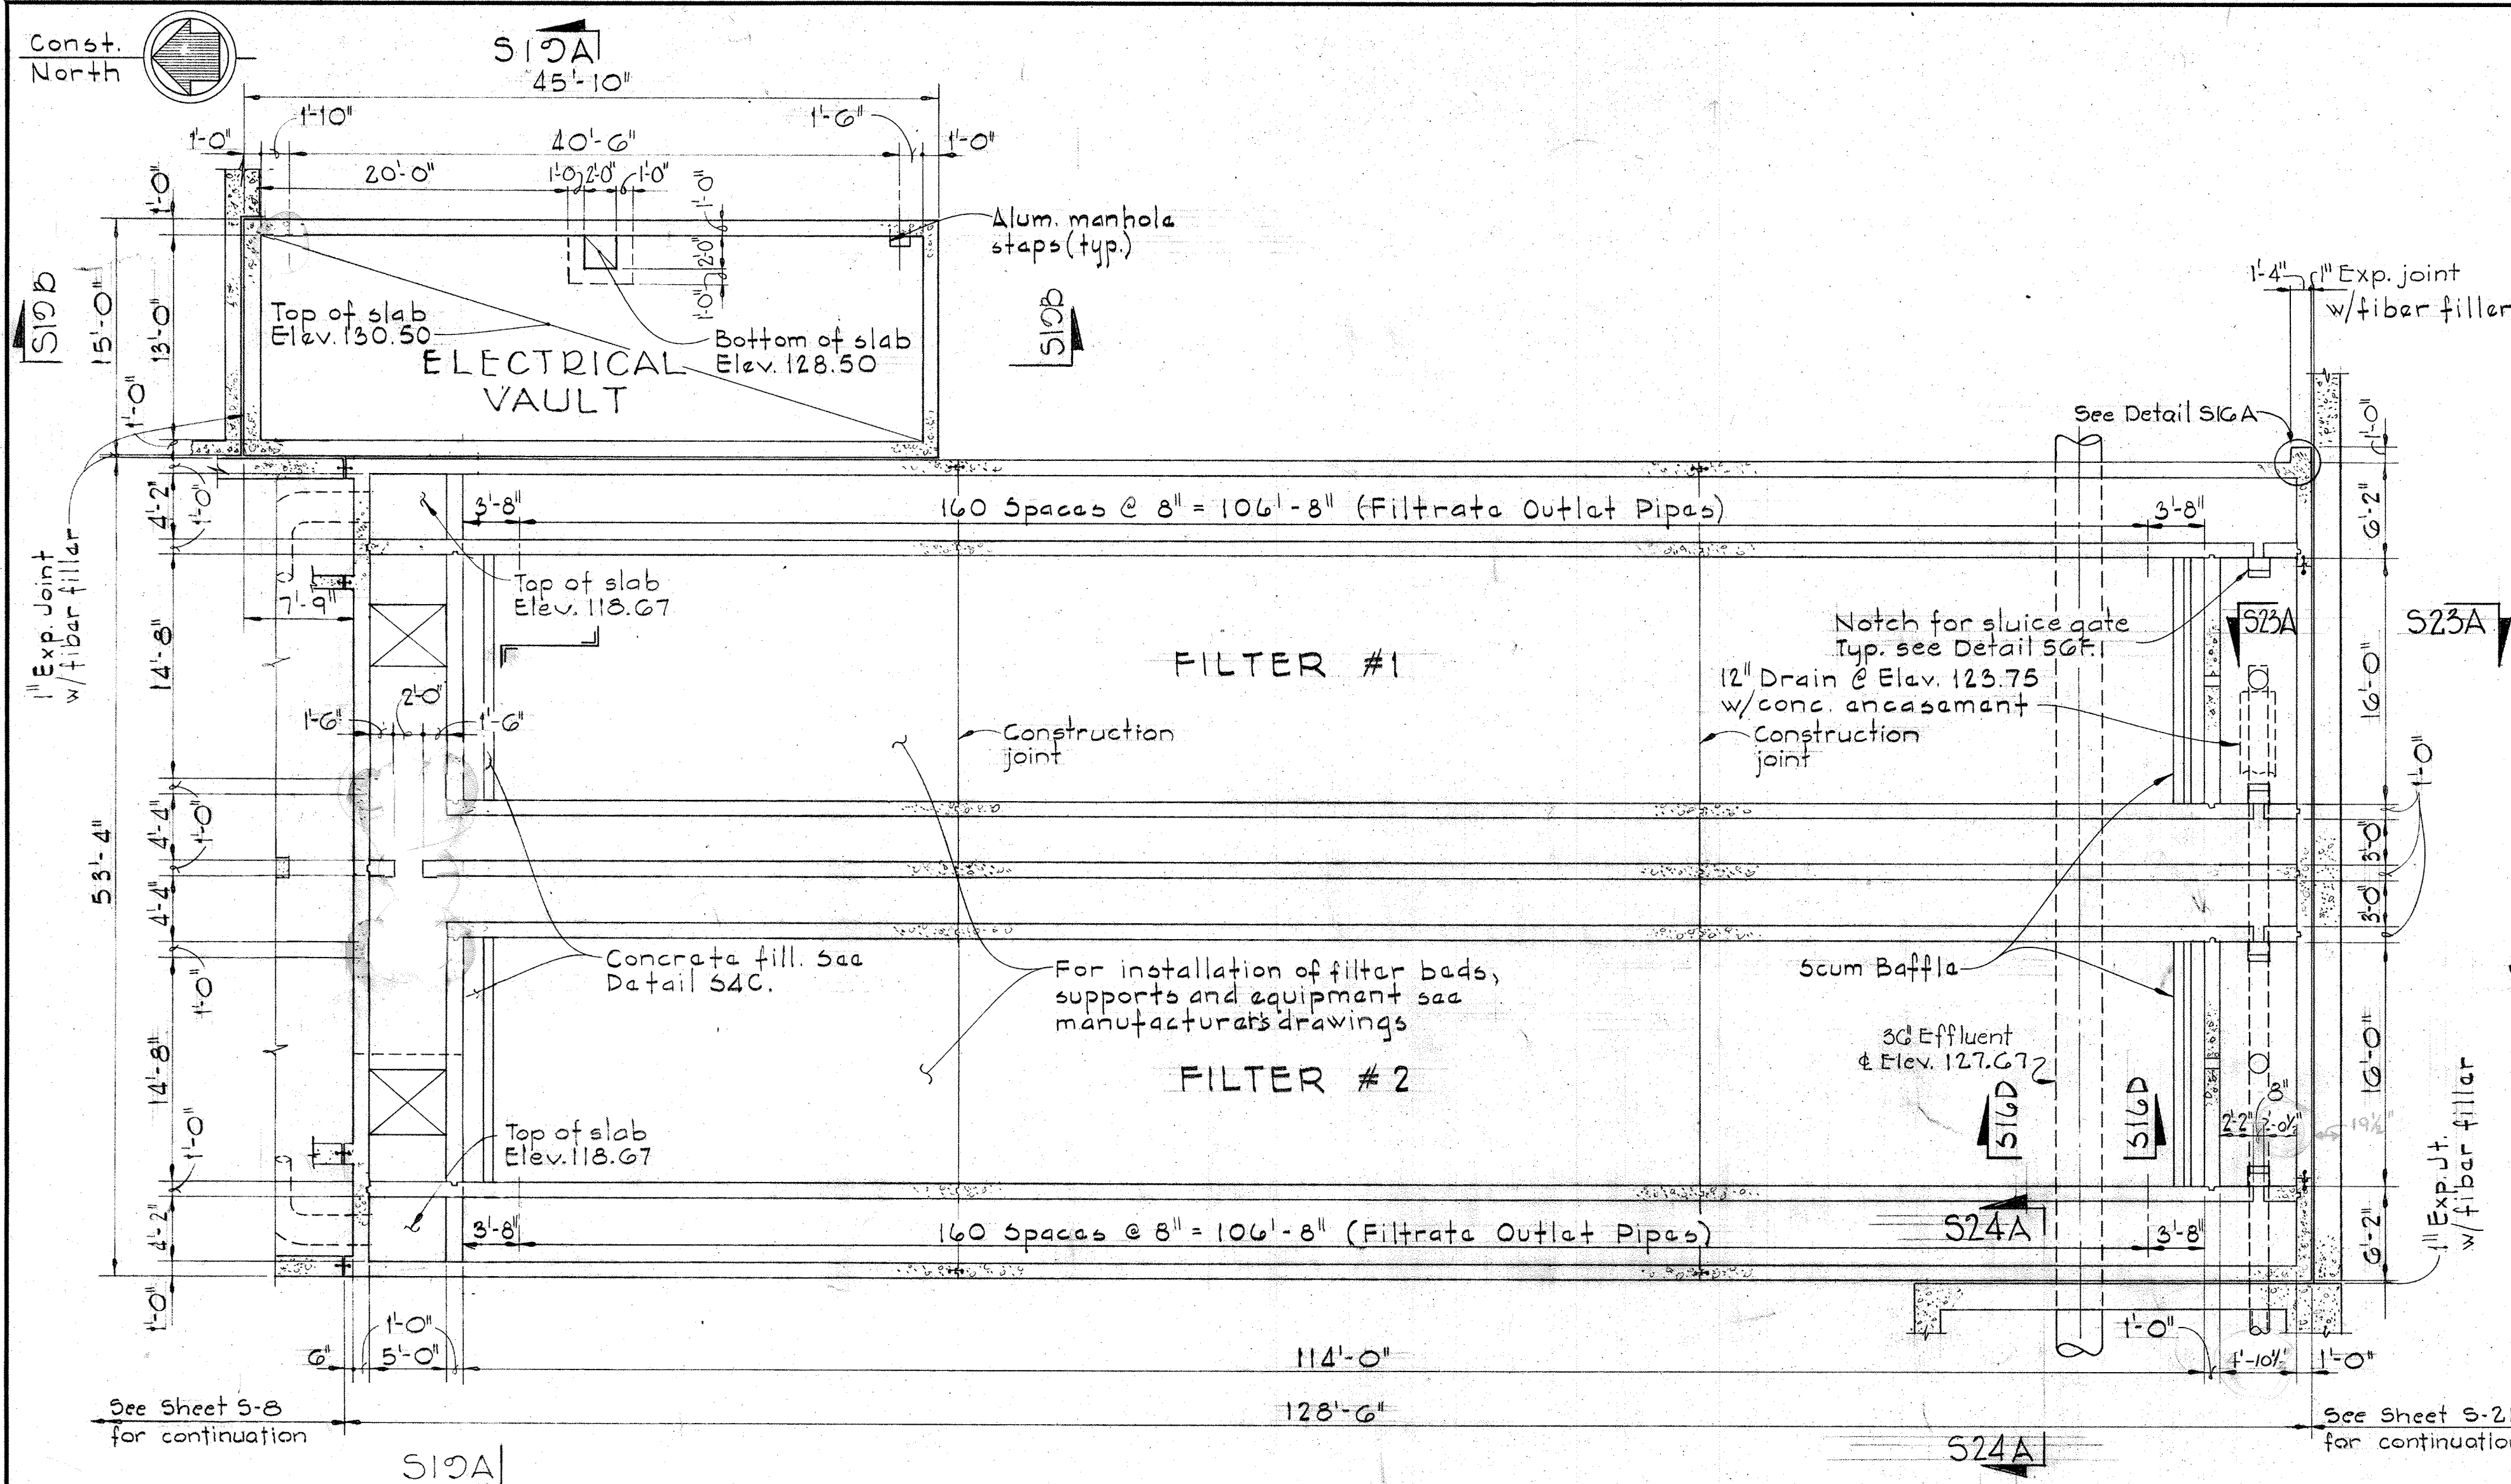 Const.
North
S19A
45'-10"
1'-10"
1'-6"
1'-0"
40'-6"
1'-0"
20'-0"
1'-0
2'-0"
1'-0"
1'-0"
1'-0"
2'-0"
1'-0"
Alum. manhole
steps (typ.)
S19B
15'-0"
13'-0"
1'-0"
Top of slab
Elev. 130.50
Bottom of slab
Elev. 128.50
ELECTRICAL
VAULT
S19B
1'-4"
1" Exp. joint
w/fiber filler
See Detail S16A
1'-0"
4'-2"
1'-0"
3'-8"
160 Spaces @ 8" = 106'-8" (Filtrate Outlet Pipes)
3'-8"
6'-2"
1" Exp. Joint
w/fiber filler
7'-9"
Top of slab
Elev. 118.67
14'-8"
FILTER #1
Notch for sluice gate
Typ. see Detail S6F.1
S23A
S23A
12" Drain @ Elev. 123.75
w/conc. encasement
16'-0"
2'-0"
1'-6"
1'-6"
Construction
joint
Construction
joint
1'-0"
53'-4"
4'-4"
1'-0"
4'-4"
3'-0"
3'-0"
1'-0"
Concrete fill. See
Detail S4C.
For installation of filter beds,
supports and equipment see
manufacturer's drawings
Scum Baffle
14'-8"
FILTER #2
36" Effluent
℄ Elev. 127.67
16'-0"
S16D
S16D
8"
2'-2"
2'-0½"
19½"
1'-0"
Top of slab
Elev. 118.67
1" Exp. Jt.
w/fiber filler
4'-2"
3'-8"
160 Spaces @ 8" = 106'-8" (Filtrate Outlet Pipes)
S24A
3'-8"
6'-2"
1'-0"
1'-0"
6"
5'-0"
114'-0"
1'-0"
4'-10½"
1'-0"
See Sheet S-8
for continuation
128'-6"
See Sheet S-2
for continuation
S19A
S24A